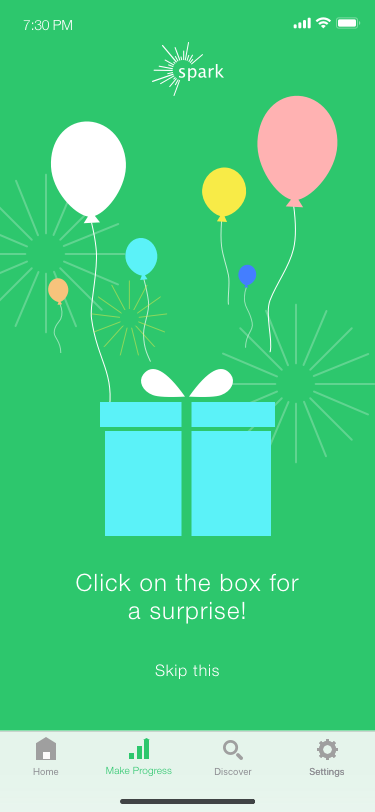 7:30 PM
spark
Click on the box for
a surprise!
Skip this
Home
Make Progress
Discover
Settings